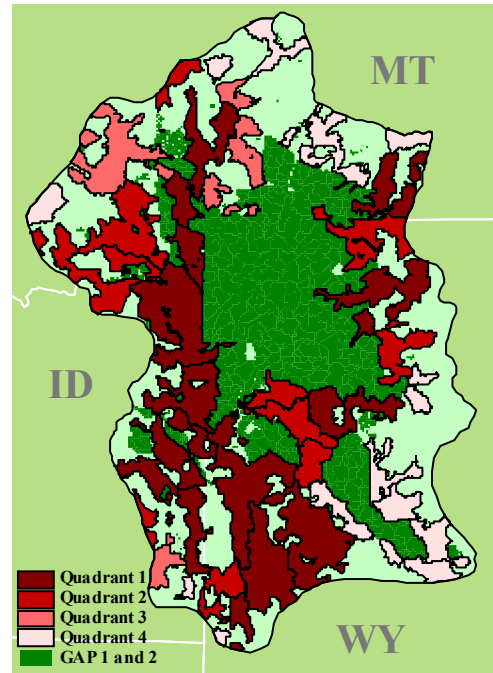 MT
ID
Quadrant 1
Quadrant 2
Quadrant 3
Quadrant 4
GAP 1 and 2
WY